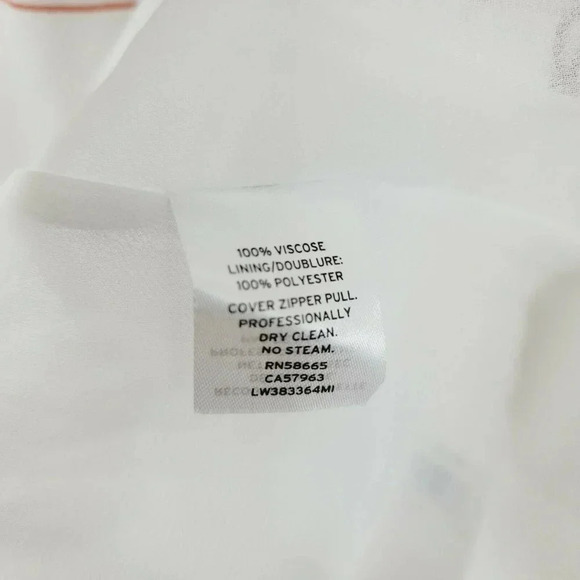 100% VISCOSE
LINING/DOUBLURE:
100% POLYESTER
COVER ZIPPER PULL.
PROFESSIONALLY
DRY CLEAN.
NO STEAM.
RN58665
CA57963
LW383364MI